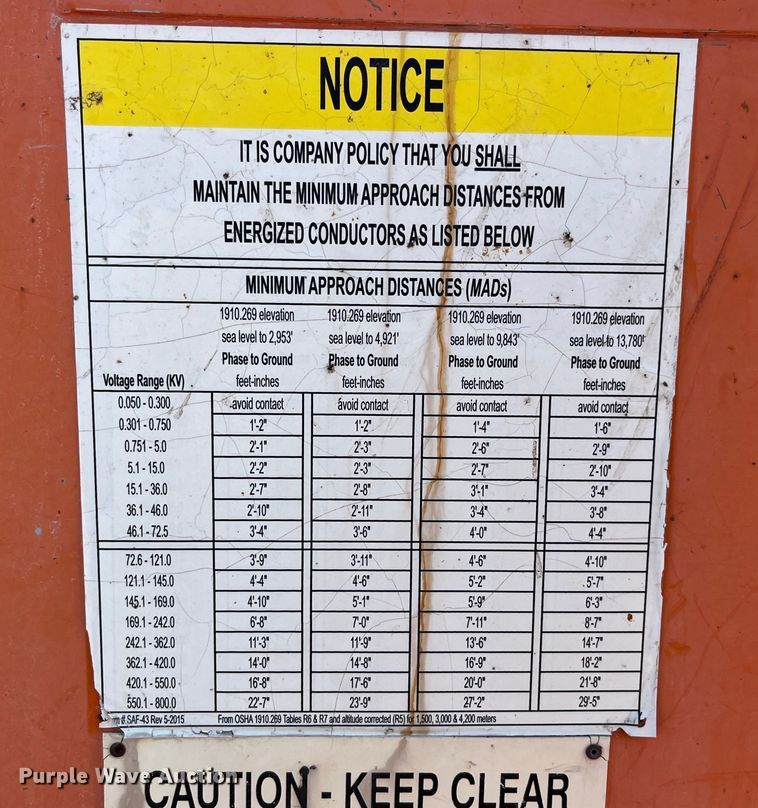 NOTICE
IT IS COMPANY POLICY THAT YOU SHALL
MAINTAIN THE MINIMUM APPROACH DISTANCES FROM
ENERGIZED CONDUCTORS AS LISTED BELOW
MINIMUM APPROACH DISTANCES (MADs)
1910.269 elevation 1910.269 elevation 1910.269 elevation 1910.269 elevation
sea level to 2,953' sea level to 4,921' sea level to 9,843' sea level to 13,780'
Phase to Ground Phase to Ground Phase to Ground Phase to Ground
Voltage Range (KV) feet-inches feet-inches feet-inches feet-inches
0.050 - 0.300 avoid contact avoid contact avoid contact avoid contact
0.301 - 0.750 1'-2" 1'-2" 1'-4" 1'-6"
0.751 - 5.0 2'-1" 2'-3" 2'-6" 2'-9"
5.1 - 15.0 2'-2" 2'-3" 2'-7" 2'-10"
15.1 - 36.0 2'-7" 2'-8" 3'-1" 3'-4"
36.1 - 46.0 2'-10" 2'-11" 3'-4" 3'-8"
46.1 - 72.5 3'-4" 3'-6" 4'-0" 4'-4"
72.6 - 121.0 3'-9" 3'-11" 4'-6" 4'-10"
121.1 - 145.0 4'-4" 4'-6" 5'-2" 5'-7"
145.1 - 169.0 4'-10" 5'-1" 5'-9" 6'-3"
169.1 - 242.0 6'-8" 7'-0" 7'-11" 8'-7"
242.1 - 362.0 11'-3" 11'-9" 13'-6" 14'-7"
362.1 - 420.0 14'-0" 14'-8" 16'-9" 18'-2"
420.1 - 550.0 16'-8" 17'-6" 20'-0" 21'-8"
550.1 - 800.0 22'-7" 23'-9" 27'-2" 29'-5"
# SAF-43 Rev 5-2015 From OSHA 1910.269 Tables R6 & R7 and altitude corrected (R5) for 1,500, 3,000 & 4,200 meters
CAUTION - KEEP CLEAR
Purple Wave Auction